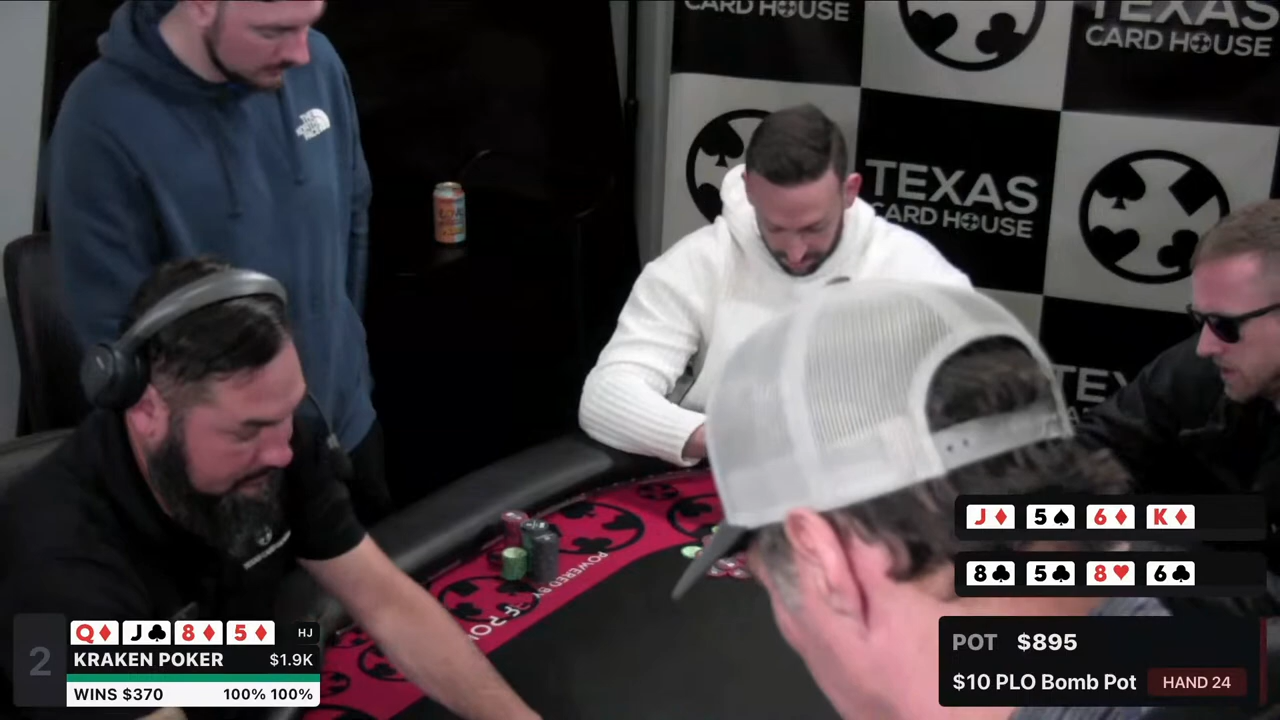 CARD HOUSE
TEXAS
CARD HOUSE
THE
NORTH
FACE
TEXAS
CARD HOUSE
J♦ 5♠ 6♦ K♦
POWERED BY
8♣ 5♣ 8♥ 6♣
2
Q♦ J♣ 8♦ 5♦ HJ
KRAKEN POKER $1.9K
WINS $370 100% 100%
POT $895
$10 PLO Bomb Pot HAND 24